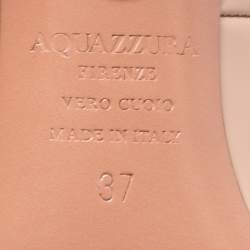 AQUAZZURA
FIRENZE
VERO CUOIO
MADE IN ITALY
37